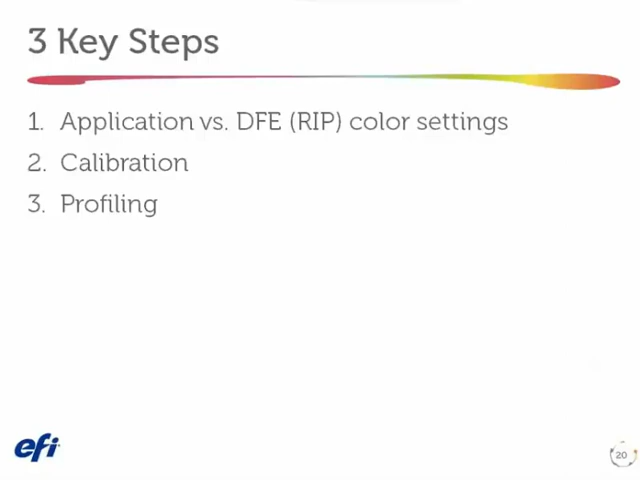 3 Key Steps
1. Application vs. DFE (RIP) color settings
2. Calibration
3. Profiling
efi
20